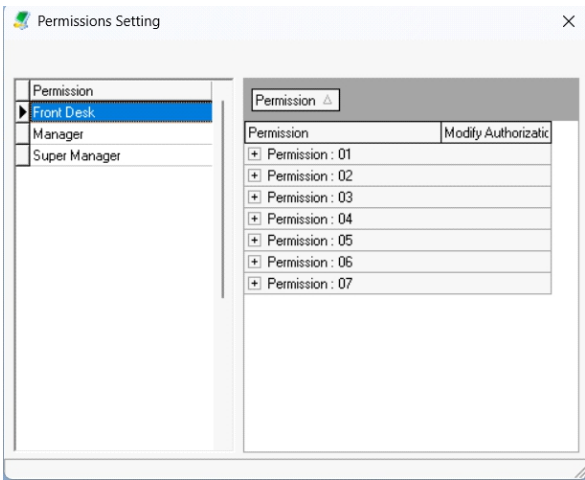 Permissions Setting
Permission
Front Desk
Manager
Super Manager
Permission
Permission Modify Authorizatic
Permission : 01
Permission : 02
Permission : 03
Permission : 04
Permission : 05
Permission : 06
Permission : 07